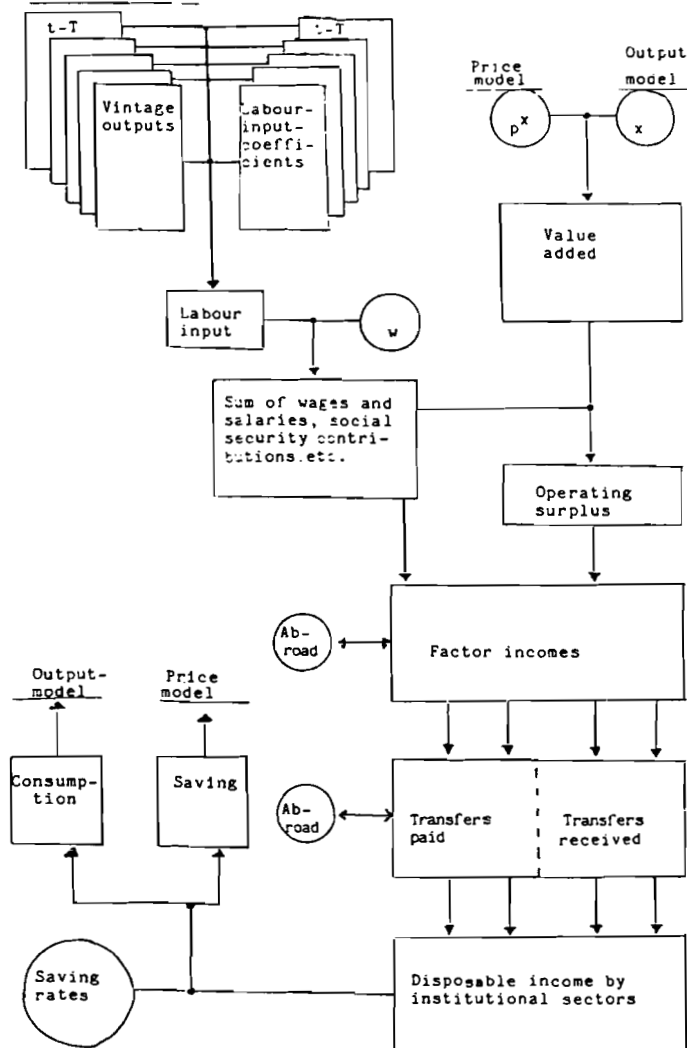 t-T
t-T
Vintage
outputs
Labour-
input-
coeffi-
cients
Price
model
Output
model
p^x
x
Value
added
Labour
input
w
Sum of wages and
salaries, social
security contri-
butions.etc.
Operating
surplus
Ab-
road
Factor incomes
Output-
model
Price
model
Consump-
tion
Saving
Ab-
road
Transfers
paid
Transfers
received
Saving
rates
Disposable income by
institutional sectors